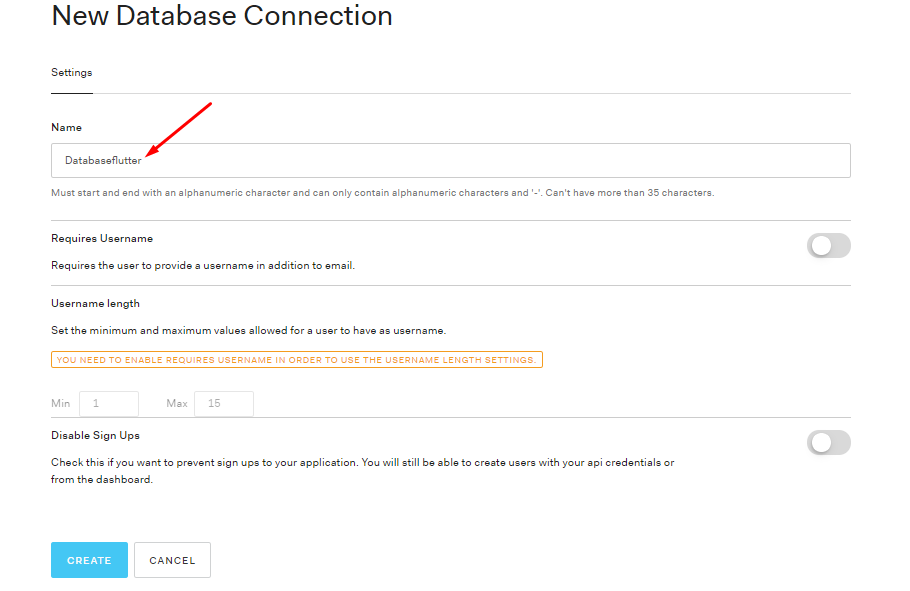 New Database Connection
Settings
Name
Databaseflutter
Must start and end with an alphanumeric character and can only contain alphanumeric characters and '-'. Can't have more than 35 characters.
Requires Username
Requires the user to provide a username in addition to email.
Username length
Set the minimum and maximum values allowed for a user to have as username.
YOU NEED TO ENABLE REQUIRES USERNAME IN ORDER TO USE THE USERNAME LENGTH SETTINGS.
Min 1 Max 15
Disable Sign Ups
Check this if you want to prevent sign ups to your application. You will still be able to create users with your api credentials or
from the dashboard.
CREATE CANCEL